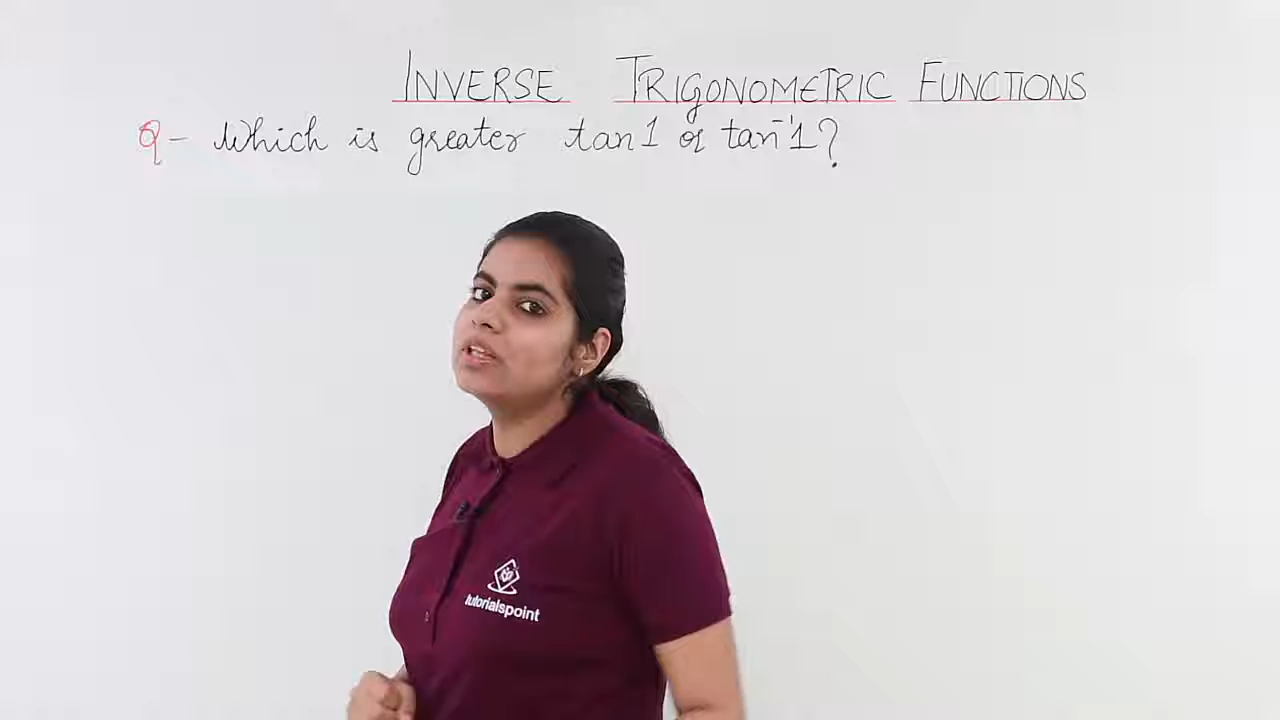 INVERSE TRIGONOMETRIC FUNCTIONS
Q- Which is greater tan1 or tan⁻¹1?
tutorialspoint